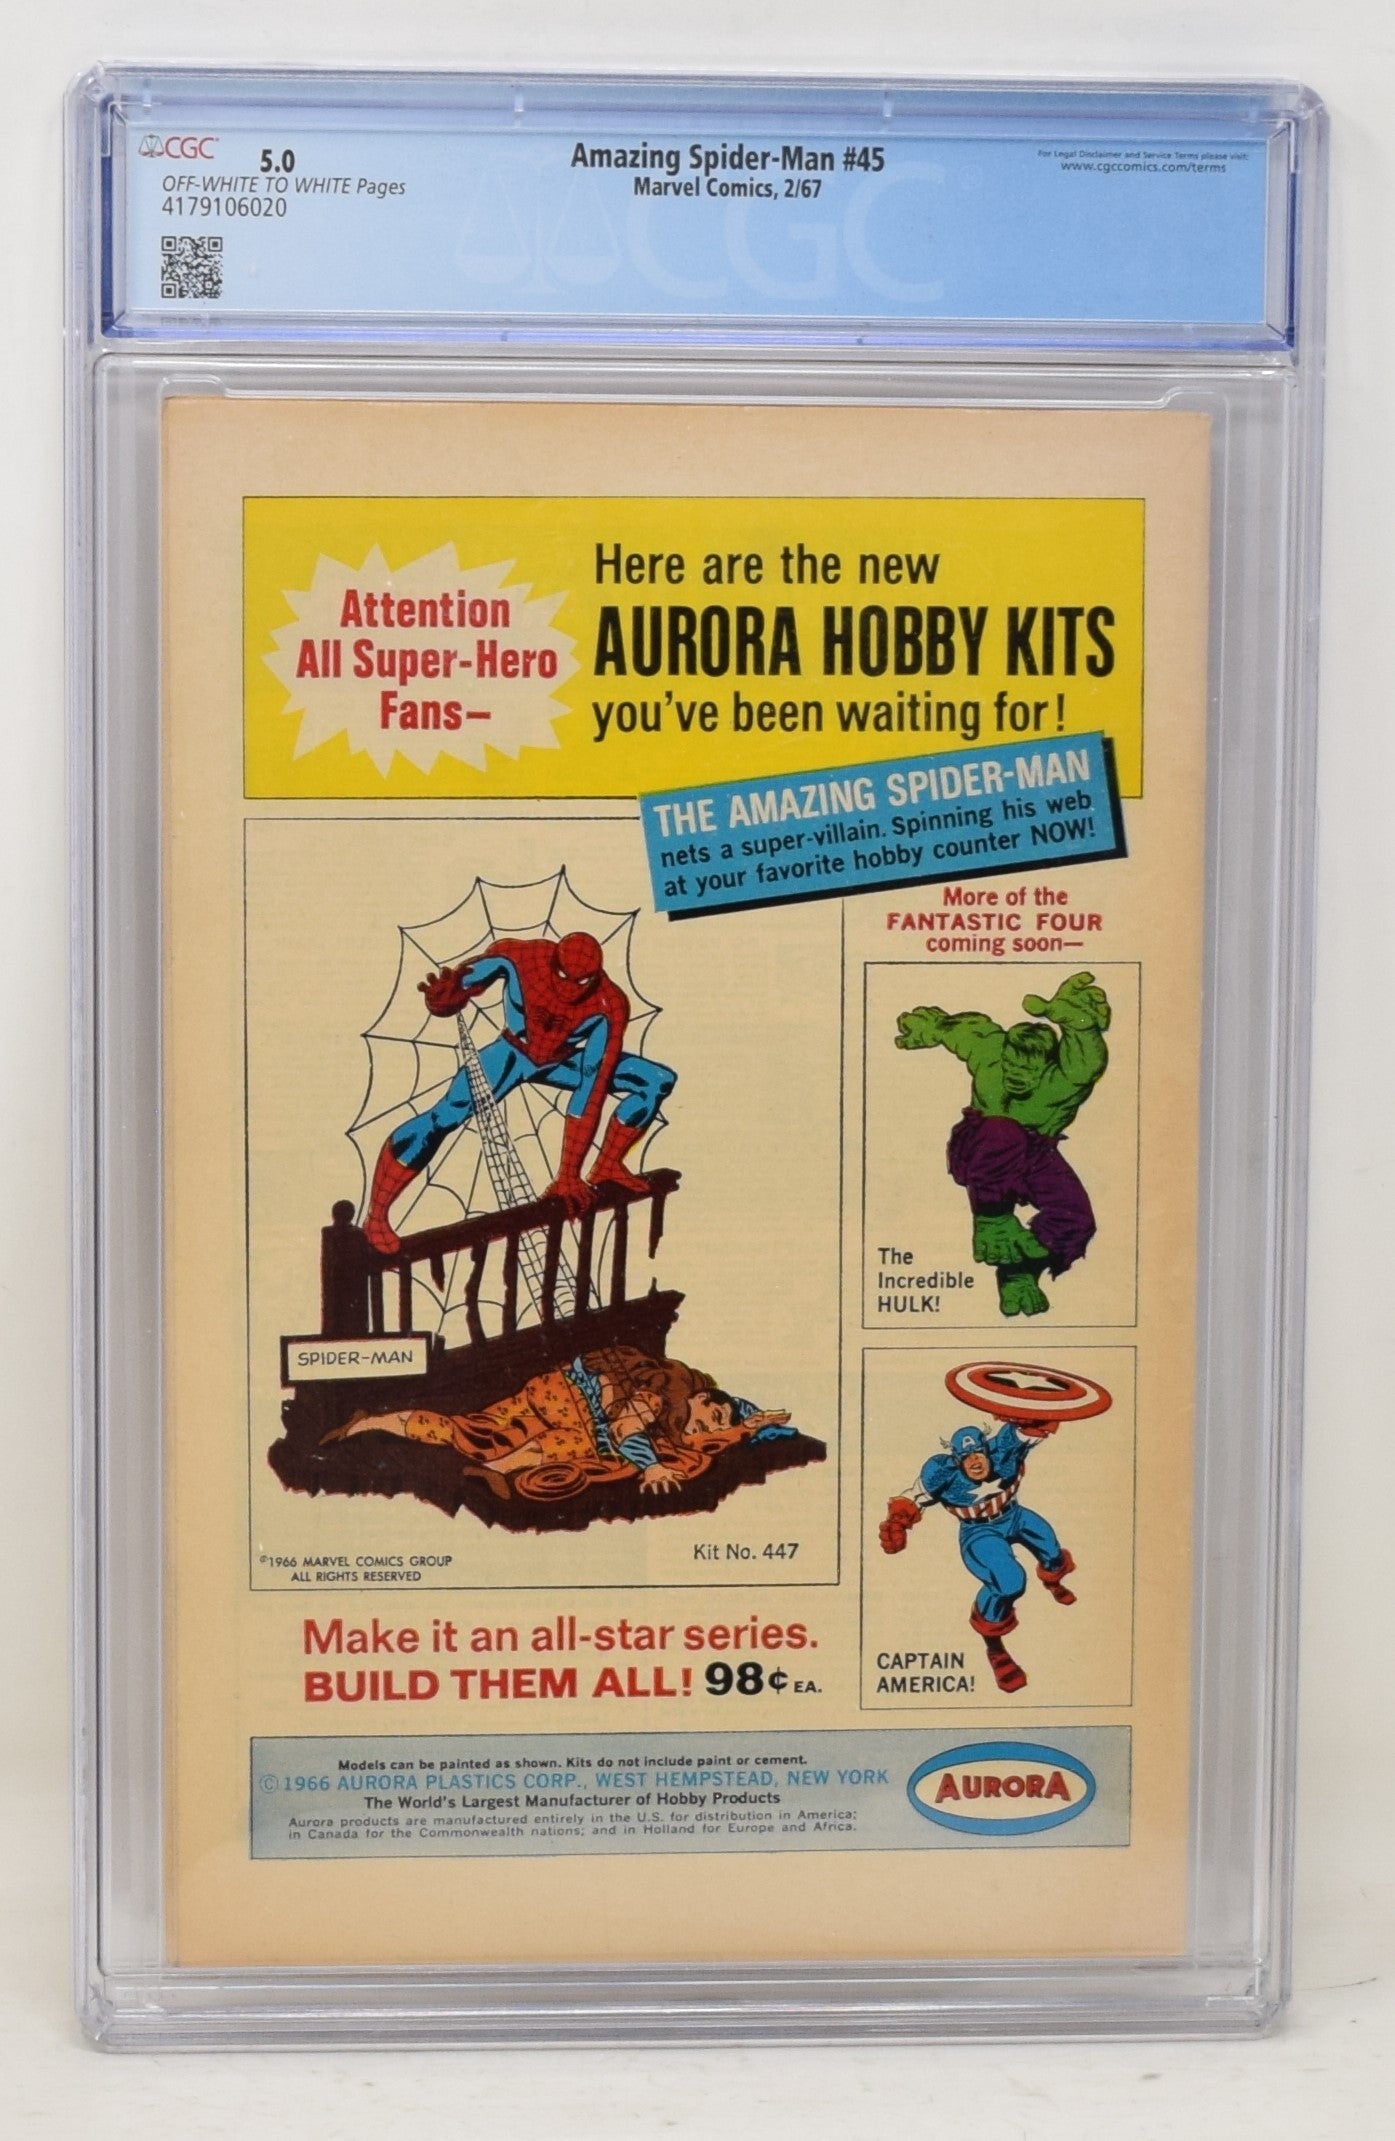 CGC
5.0
OFF-WHITE TO WHITE Pages
4179106020
Amazing Spider-Man #45
Marvel Comics, 2/67
For Legal Disclaimer and Service Terms please visit:
www.cgccomics.com/terms
CGC
Attention
All Super-Hero
Fans—
Here are the new
AURORA HOBBY KITS
you've been waiting for!
THE AMAZING SPIDER-MAN
nets a super-villain. Spinning his web
at your favorite hobby counter NOW!
More of the
FANTASTIC FOUR
coming soon—
The
Incredible
HULK!
A
CAPTAIN
AMERICA!
SPIDER-MAN
©1966 MARVEL COMICS GROUP
ALL RIGHTS RESERVED
Kit No. 447
Make it an all-star series.
BUILD THEM ALL! 98¢ EA.
Models can be painted as shown. Kits do not include paint or cement.
© 1966 AURORA PLASTICS CORP., WEST HEMPSTEAD, NEW YORK
The World's Largest Manufacturer of Hobby Products
Aurora products are manufactured entirely in the U.S. for distribution in America;
in Canada for the Commonwealth nations; and in Holland for Europe and Africa.
AURORA